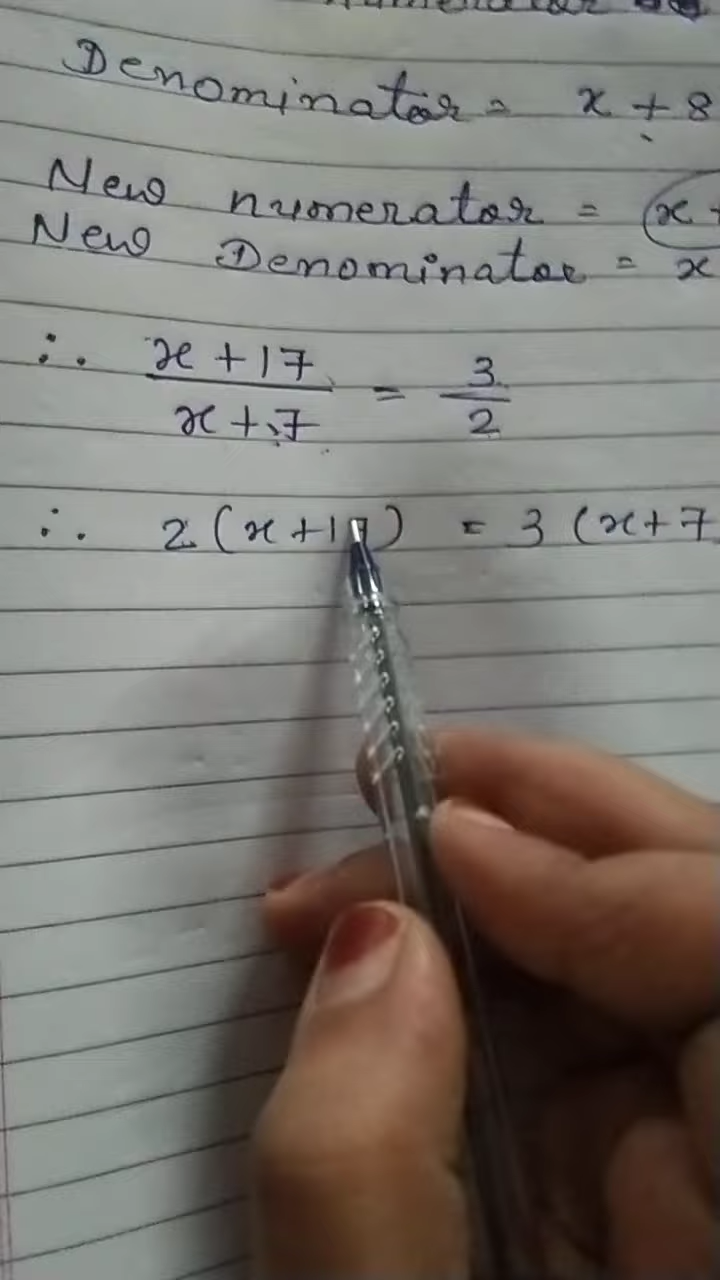 Denominator = x + 8
New numerator = (x +
New Denominator = x
∴ x + 17 / x + 7 = 3 / 2
∴ 2 (x + 17) = 3 (x + 7